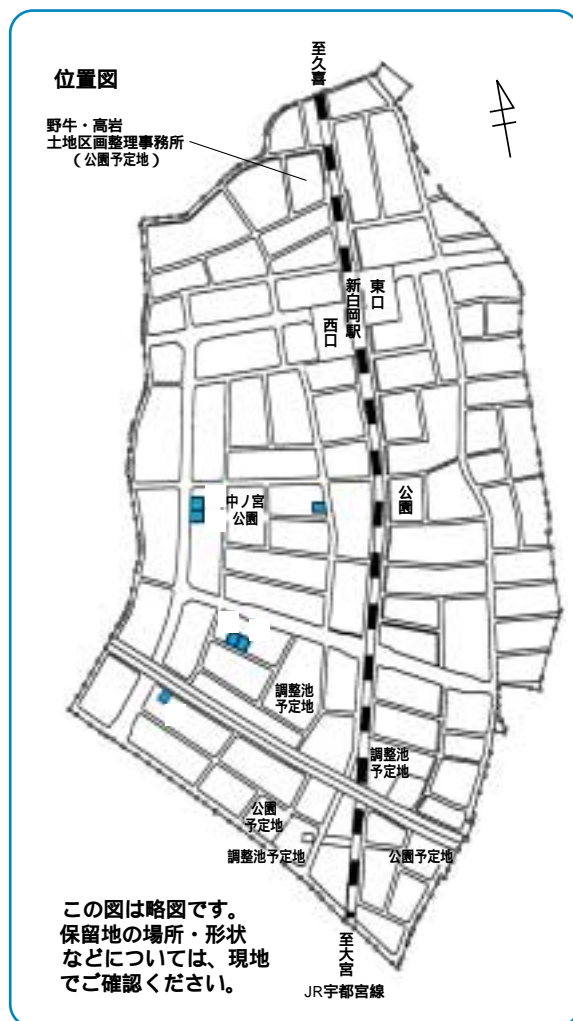 位置図
至久喜
野牛・高岩
土地区画整理事務所
（公園予定地）
新白岡駅
東口
西口
中ノ宮
公園
公園
調整池
予定地
調整池
予定地
公園
予定地
調整池予定地
公園予定地
この図は略図です。
保留地の場所・形状
などについては、現地
でご確認ください。
至大宮
JR宇都宮線